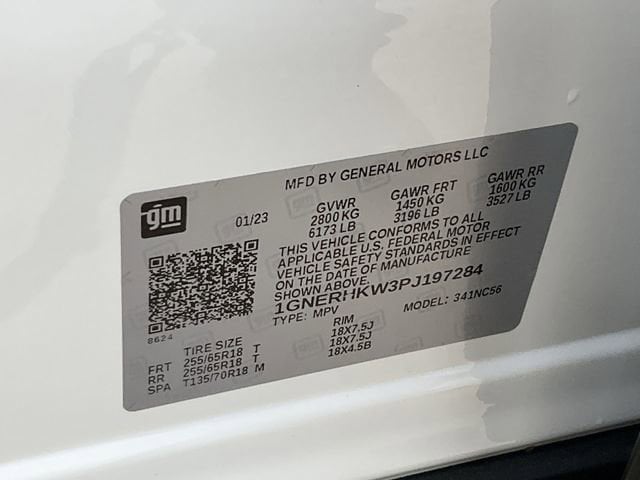 MFD BY GENERAL MOTORS LLC
gm
01/23
GVWR GAWR FRT GAWR RR
2800 KG 1450 KG 1600 KG
6173 LB 3196 LB 3527 LB
THIS VEHICLE CONFORMS TO ALL
APPLICABLE U.S. FEDERAL MOTOR
VEHICLE SAFETY STANDARDS IN EFFECT
ON THE DATE OF MANUFACTURE
SHOWN ABOVE.
1GNERHKW3PJ197284
TYPE: MPV MODEL: 341NC56
8624
TIRE SIZE RIM
FRT 255/65R18 T 18X7.5J
RR 255/65R18 T 18X7.5J
SPA T135/70R18 M 18X4.5B